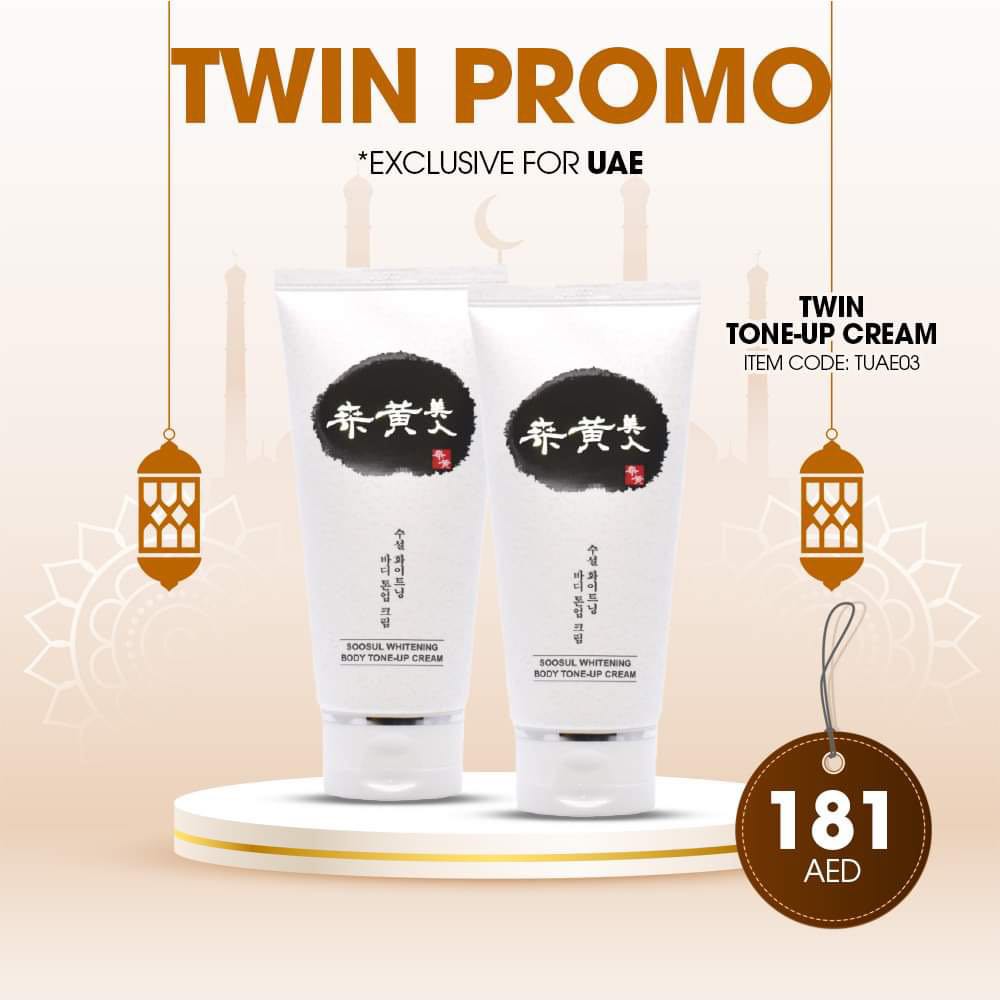 TWIN PROMO
*EXCLUSIVE FOR UAE
TWIN
TONE-UP CREAM
ITEM CODE: TUAE03
黄美人
수설 화이트닝
바디 톤업 크림
SOOSUL WHITENING
BODY TONE-UP CREAM
黄美人
수설 화이트닝
바디 톤업 크림
SOOSUL WHITENING
BODY TONE-UP CREAM
181
AED